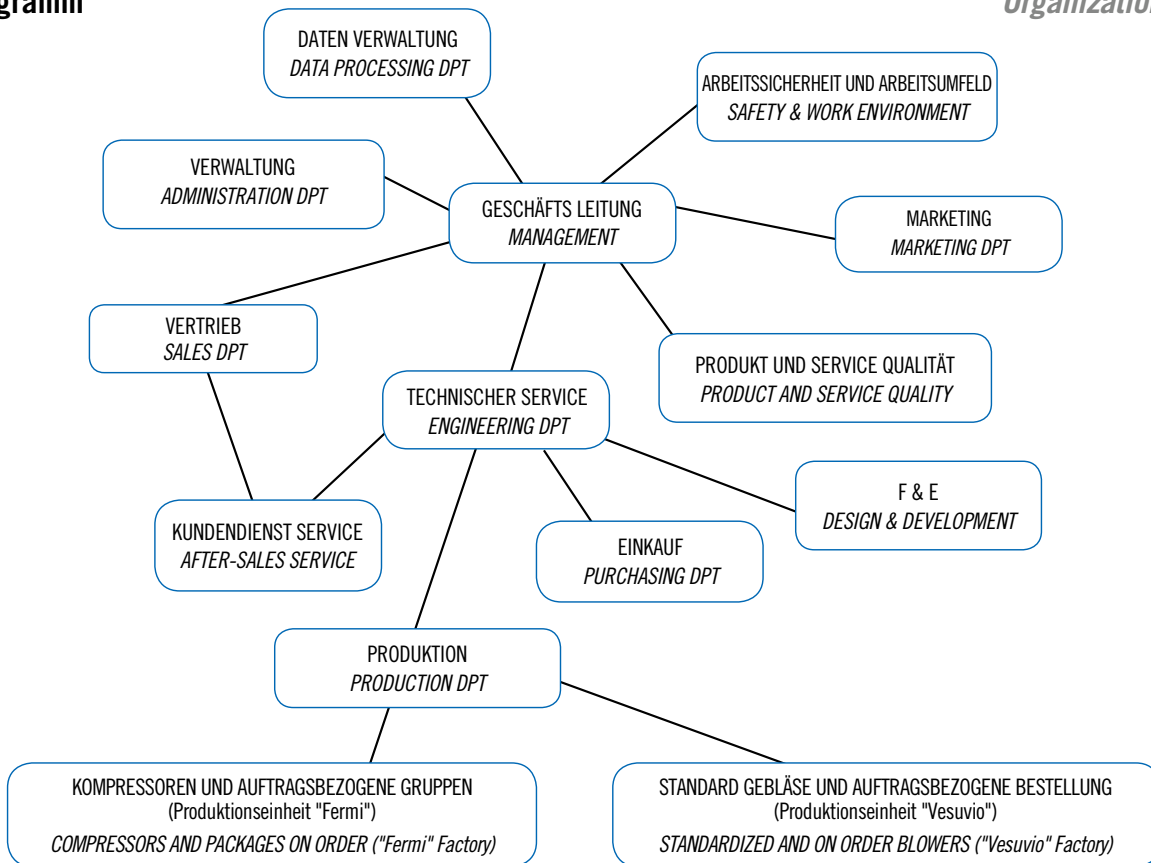 gramm
Organization
DATEN VERWALTUNG
DATA PROCESSING DPT
ARBEITSSICHERHEIT UND ARBEITSUMFELD
SAFETY & WORK ENVIRONMENT
VERWALTUNG
ADMINISTRATION DPT
GESCHÄFTS LEITUNG
MANAGEMENT
MARKETING
MARKETING DPT
VERTRIEB
SALES DPT
PRODUKT UND SERVICE QUALITÄT
PRODUCT AND SERVICE QUALITY
TECHNISCHER SERVICE
ENGINEERING DPT
F & E
DESIGN & DEVELOPMENT
KUNDENDIENST SERVICE
AFTER-SALES SERVICE
EINKAUF
PURCHASING DPT
PRODUKTION
PRODUCTION DPT
KOMPRESSOREN UND AUFTRAGSBEZOGENE GRUPPEN
(Produktionseinheit "Fermi")
COMPRESSORS AND PACKAGES ON ORDER ("Fermi" Factory)
STANDARD GEBLÄSE UND AUFTRAGSBEZOGENE BESTELLUNG
(Produktionseinheit "Vesuvio")
STANDARDIZED AND ON ORDER BLOWERS ("Vesuvio" Factory)